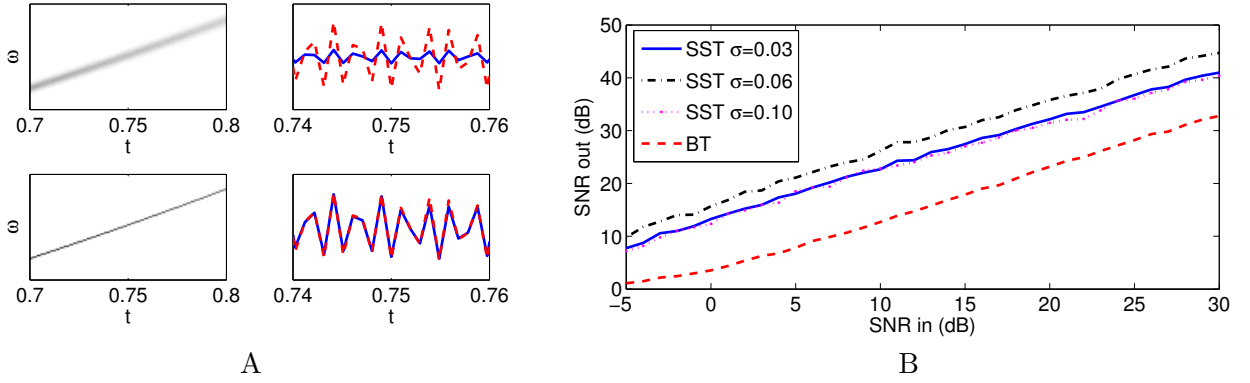 ω
0.7 0.75 0.8
t
0.74 0.75 0.76
t
ω
0.7 0.75 0.8
t
0.74 0.75 0.76
t
A
50
40
30
20
10
0
SNR out (dB)
SST σ=0.03
SST σ=0.06
SST σ=0.10
BT
−5 0 5 10 15 20 25 30
SNR in (dB)
B